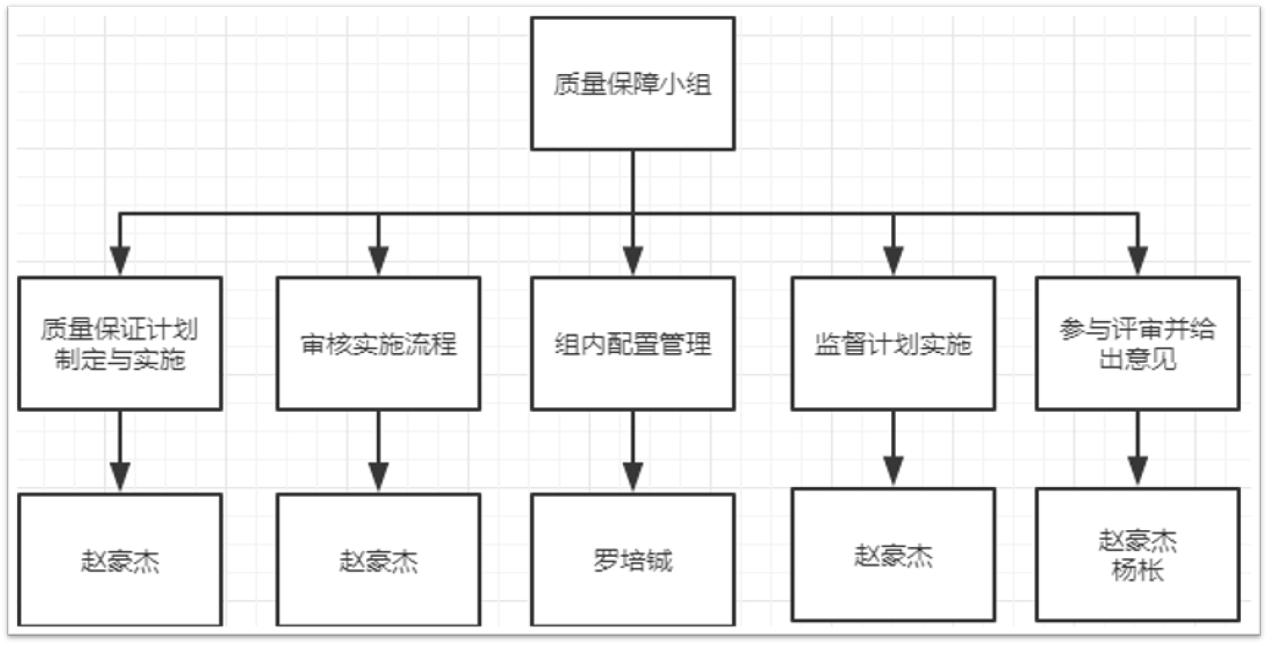 质量保障小组
质量保证计划
制定与实施
审核实施流程
组内配置管理
监督计划实施
参与评审并给
出意见
赵豪杰
赵豪杰
罗培铖
赵豪杰
赵豪杰
杨枨